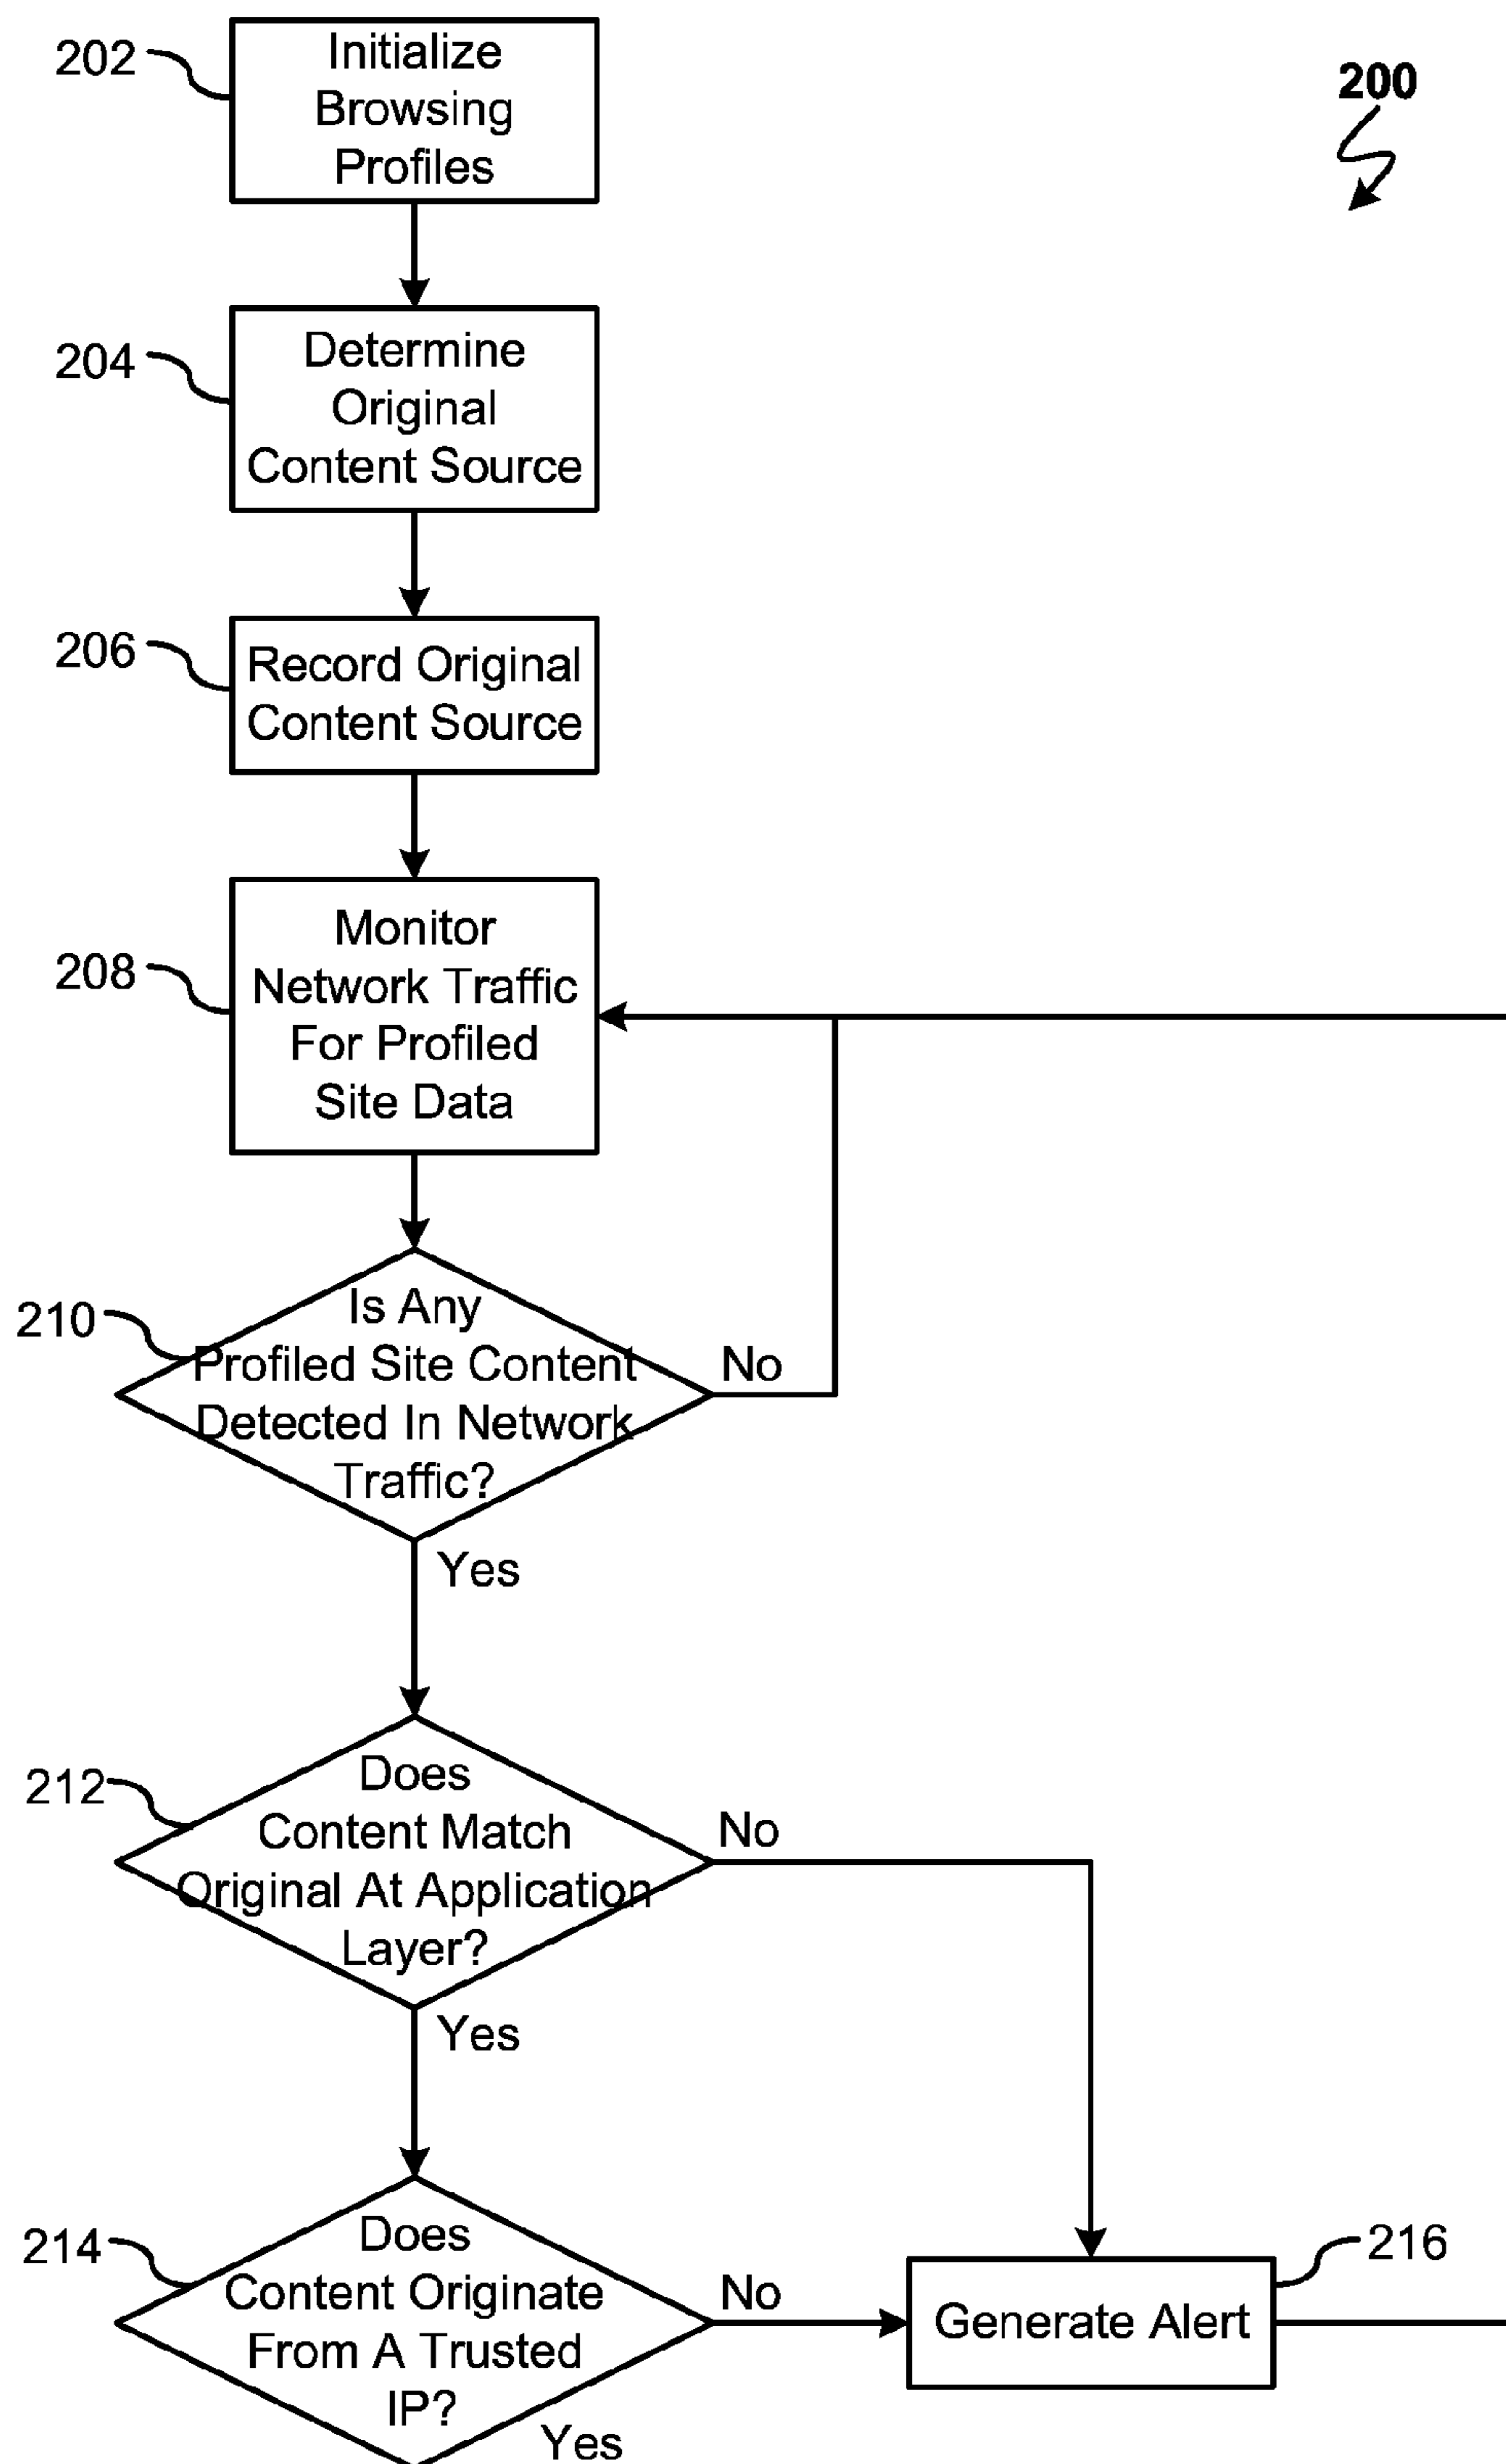 200
202
Initialize
Browsing
Profiles
204
Determine
Original
Content Source
206
Record Original
Content Source
208
Monitor
Network Traffic
For Profiled
Site Data
210
Is Any
Profiled Site Content
Detected In Network
Traffic?
No
Yes
212
Does
Content Match
Original At Application
Layer?
No
Yes
214
Does
Content Originate
From A Trusted
IP?
No
Yes
216
Generate Alert